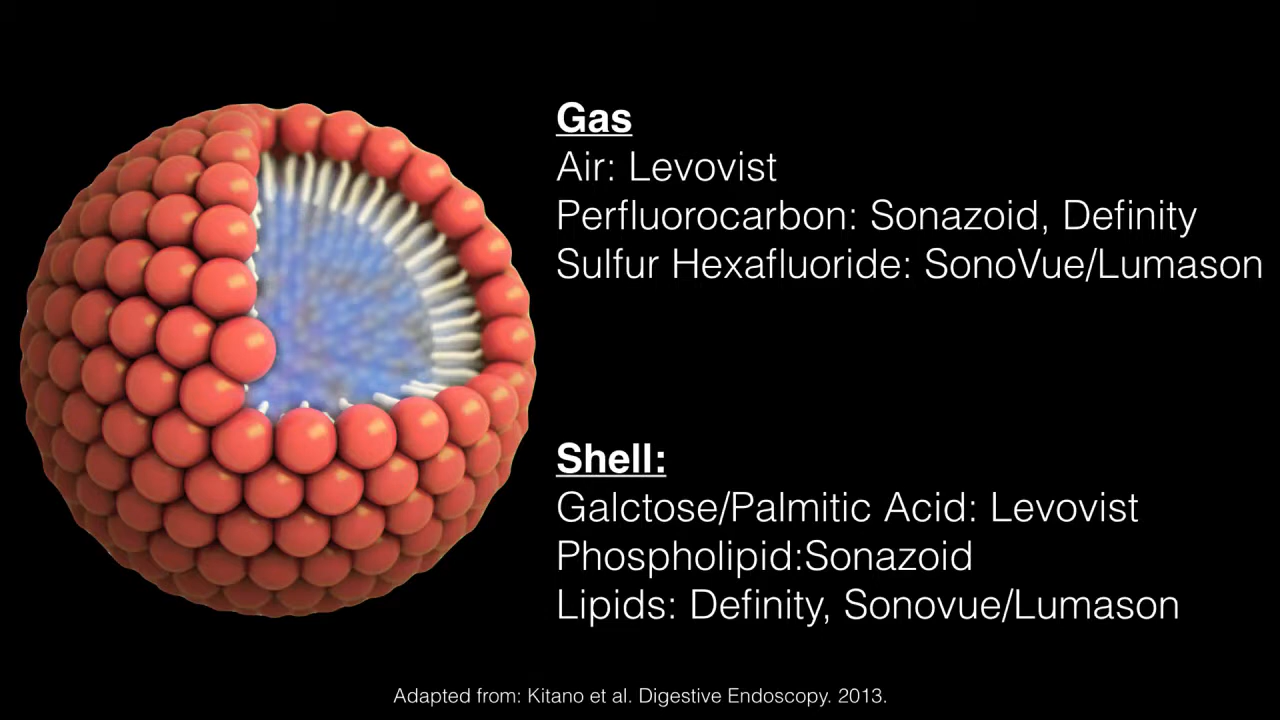 Gas
Air: Levovist
Perfluorocarbon: Sonazoid, Definity
Sulfur Hexafluoride: SonoVue/Lumason
Shell:
Galctose/Palmitic Acid: Levovist
Phospholipid:Sonazoid
Lipids: Definity, Sonovue/Lumason
Adapted from: Kitano et al. Digestive Endoscopy. 2013.